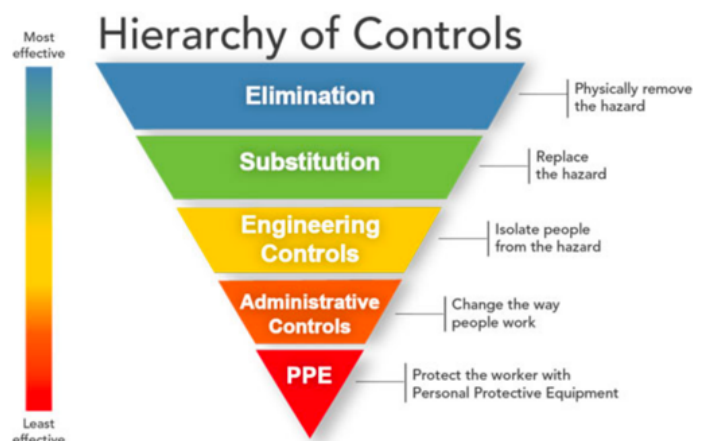 Hierarchy of Controls
Most
effective
Elimination
Physically remove
the hazard
Substitution
Replace
the hazard
Engineering
Controls
Isolate people
from the hazard
Administrative
Controls
Change the way
people work
PPE
Protect the worker with
Personal Protective Equipment
Least
effective